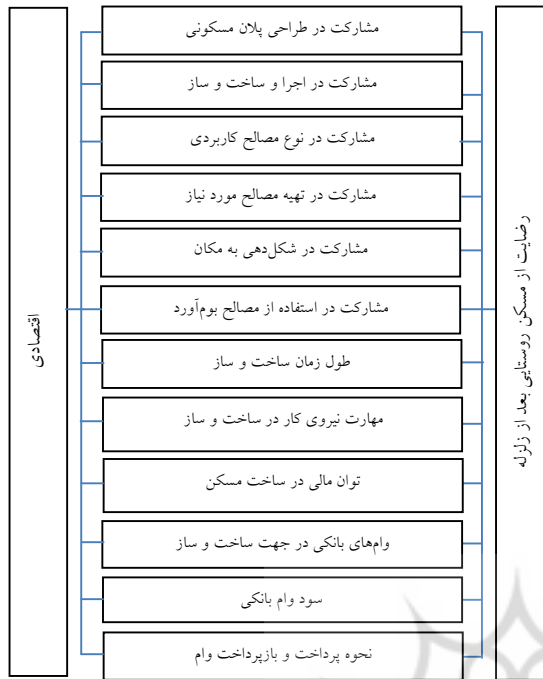 رضایت از مسکن روستایی بعد از زلزله
مشارکت در طراحی پلان مسکونی
مشارکت در اجرا و ساخت و ساز
مشارکت در نوع مصالح کاربردی
مشارکت در تهیه مصالح مورد نیاز
مشارکت در شکل‌دهی به مکان
مشارکت در استفاده از مصالح بوم‌آورد
طول زمان ساخت و ساز
مهارت نیروی کار در ساخت و ساز
توان مالی در ساخت مسکن
وام‌های بانکی در جهت ساخت و ساز
سود وام بانکی
نحوه پرداخت و بازپرداخت وام
اقتصادی